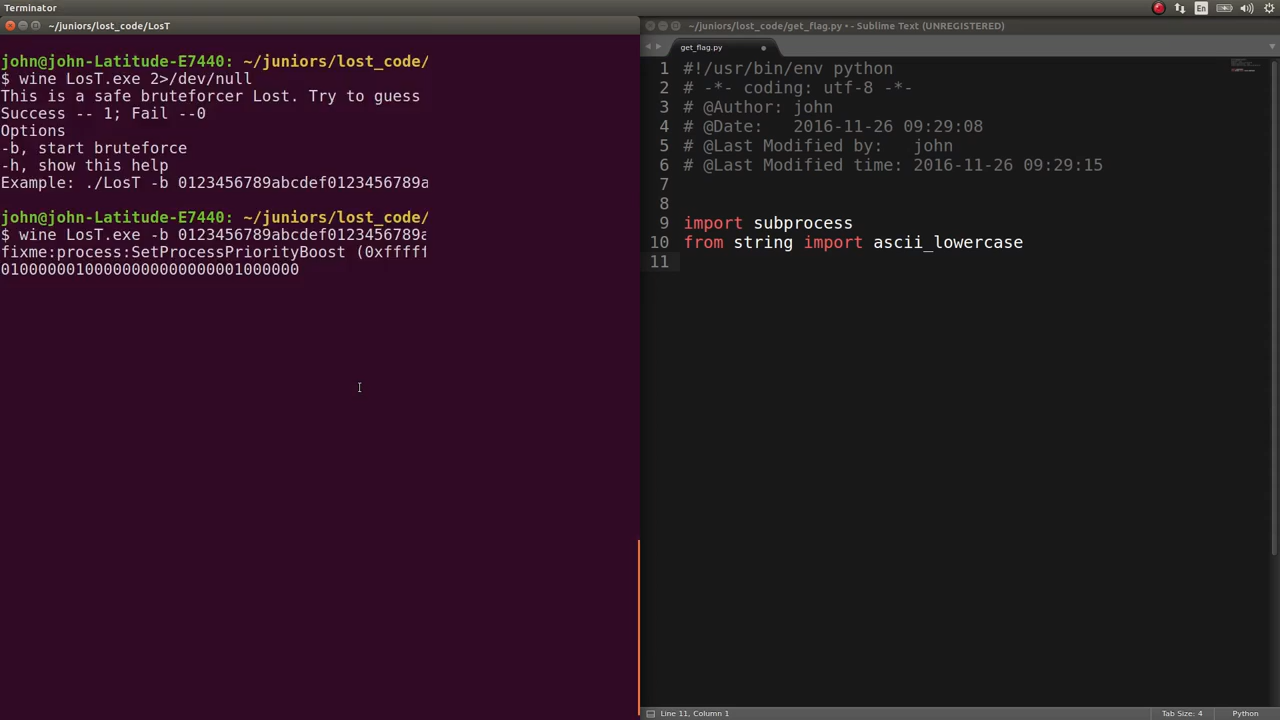 Terminator
En
~/juniors/lost_code/LosT
john@john-Latitude-E7440: ~/juniors/lost_code/
$ wine LosT.exe 2>/dev/null
This is a safe bruteforcer Lost. Try to guess
Success -- 1; Fail --0
Options
-b, start bruteforce
-h, show this help
Example: ./LosT -b 0123456789abcdef0123456789a
john@john-Latitude-E7440: ~/juniors/lost_code/
$ wine LosT.exe -b 0123456789abcdef0123456789a
fixme:process:SetProcessPriorityBoost (0xfffff
01000000100000000000000001000000
~/juniors/lost_code/get_flag.py • - Sublime Text (UNREGISTERED)
get_flag.py
1 #!/usr/bin/env python
2 # -*- coding: utf-8 -*-
3 # @Author: john
4 # @Date:   2016-11-26 09:29:08
5 # @Last Modified by:   john
6 # @Last Modified time: 2016-11-26 09:29:15
7
8
9 import subprocess
10 from string import ascii_lowercase
11
Line 11, Column 1
Tab Size: 4
Python